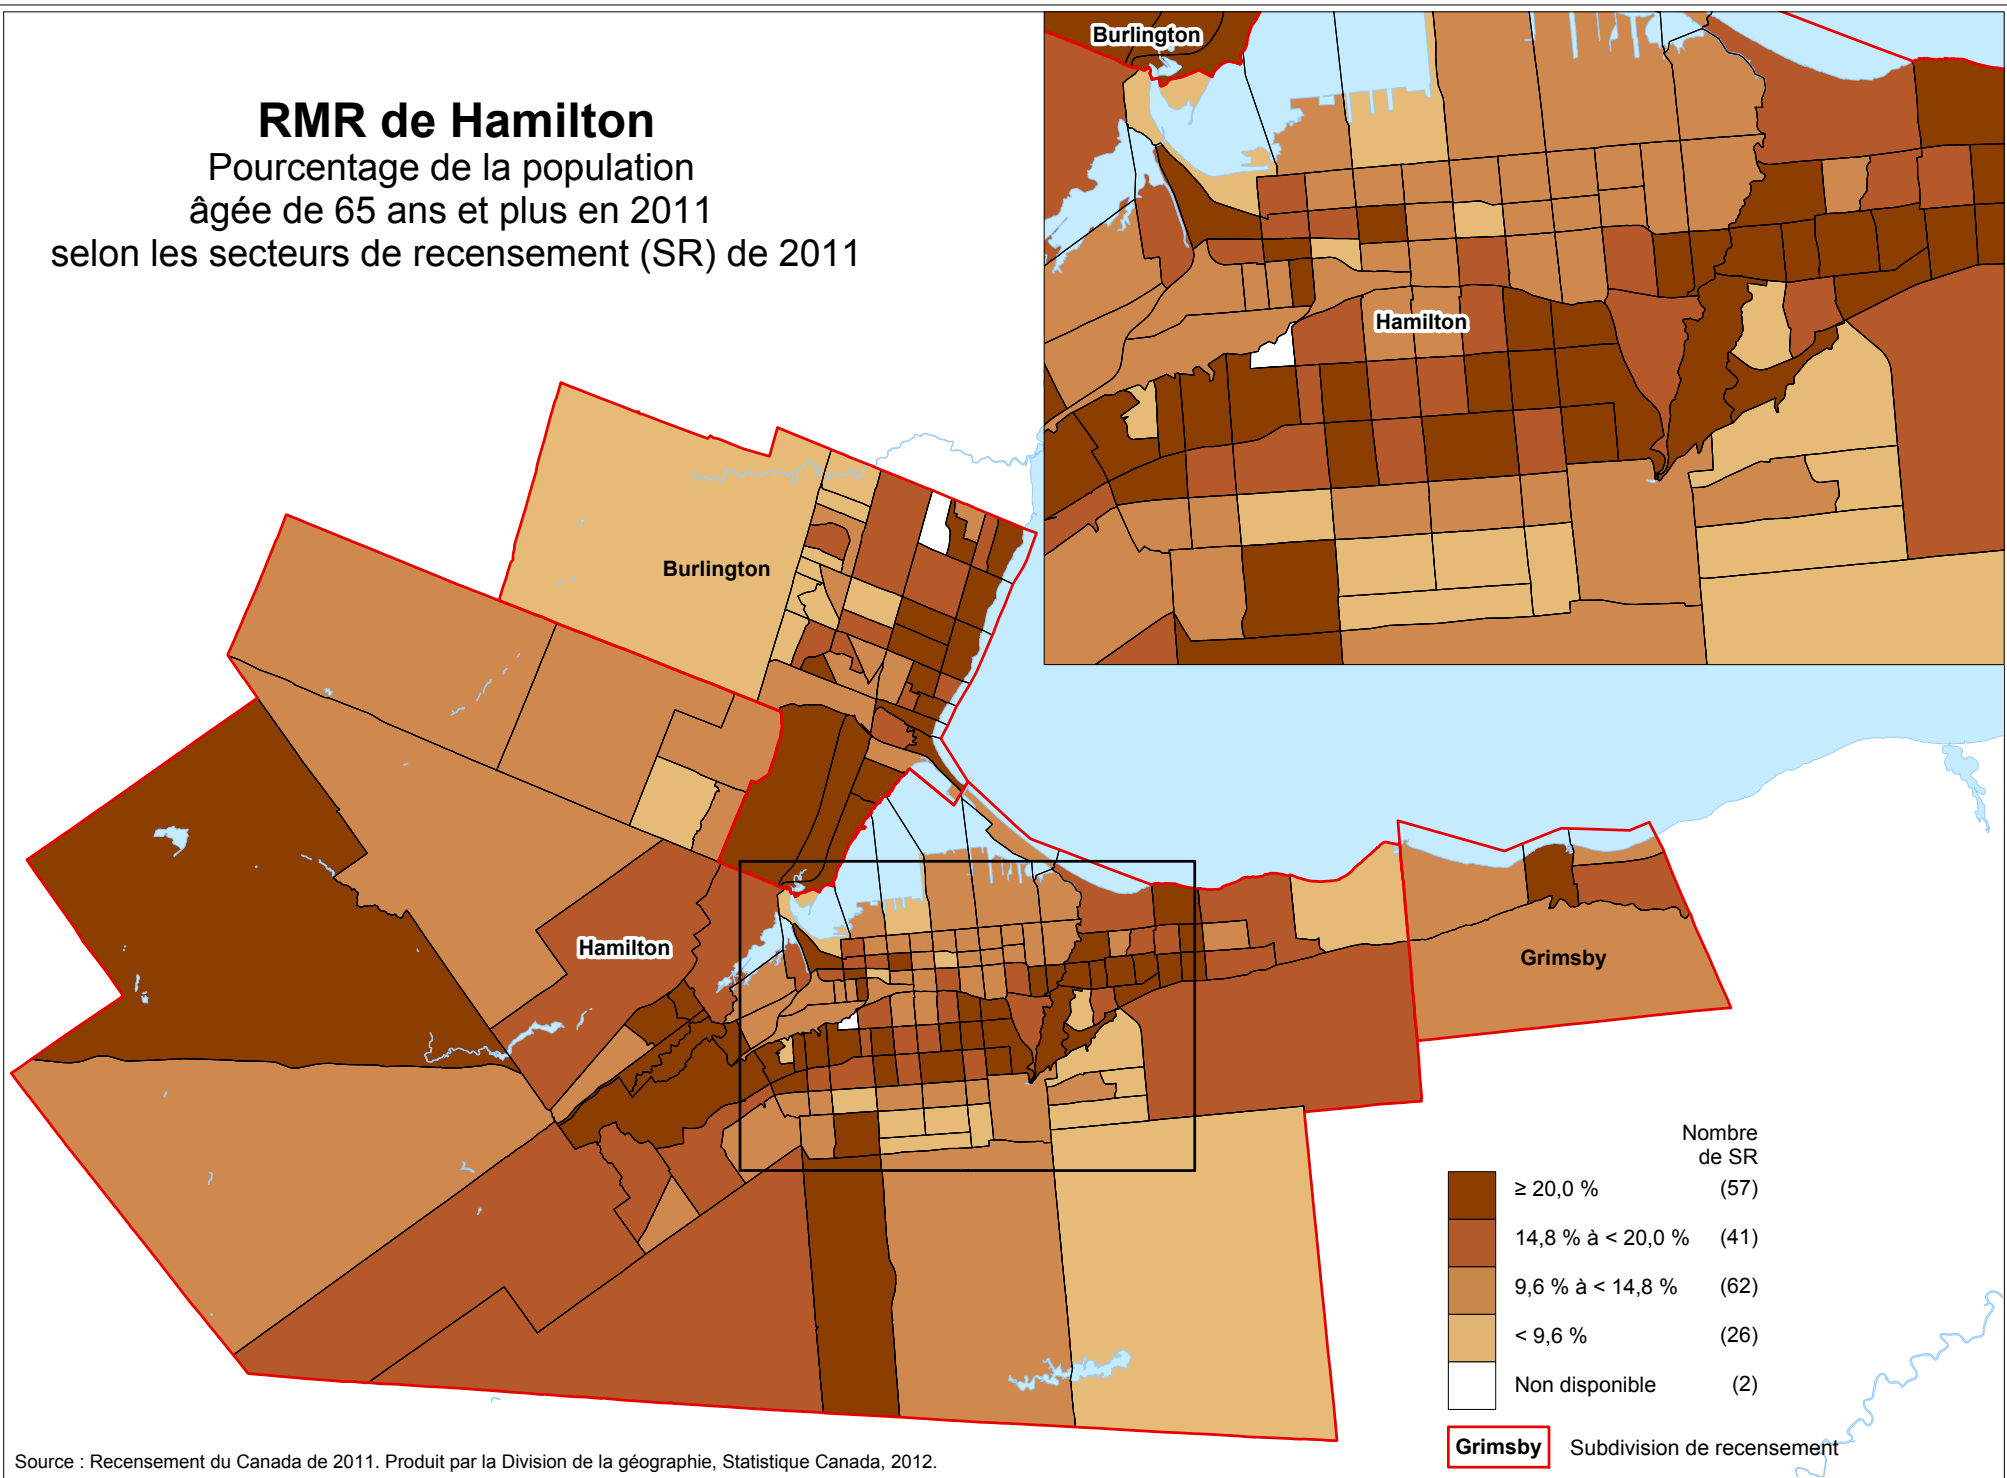 RMR de Hamilton
Pourcentage de la population
âgée de 65 ans et plus en 2011
selon les secteurs de recensement (SR) de 2011
Burlington
Hamilton
Burlington
Hamilton
Grimsby
Nombre
de SR
≥ 20,0 % (57)
14,8 % à < 20,0 % (41)
9,6 % à < 14,8 % (62)
< 9,6 % (26)
Non disponible (2)
Grimsby Subdivision de recensement
Source : Recensement du Canada de 2011. Produit par la Division de la géographie, Statistique Canada, 2012.